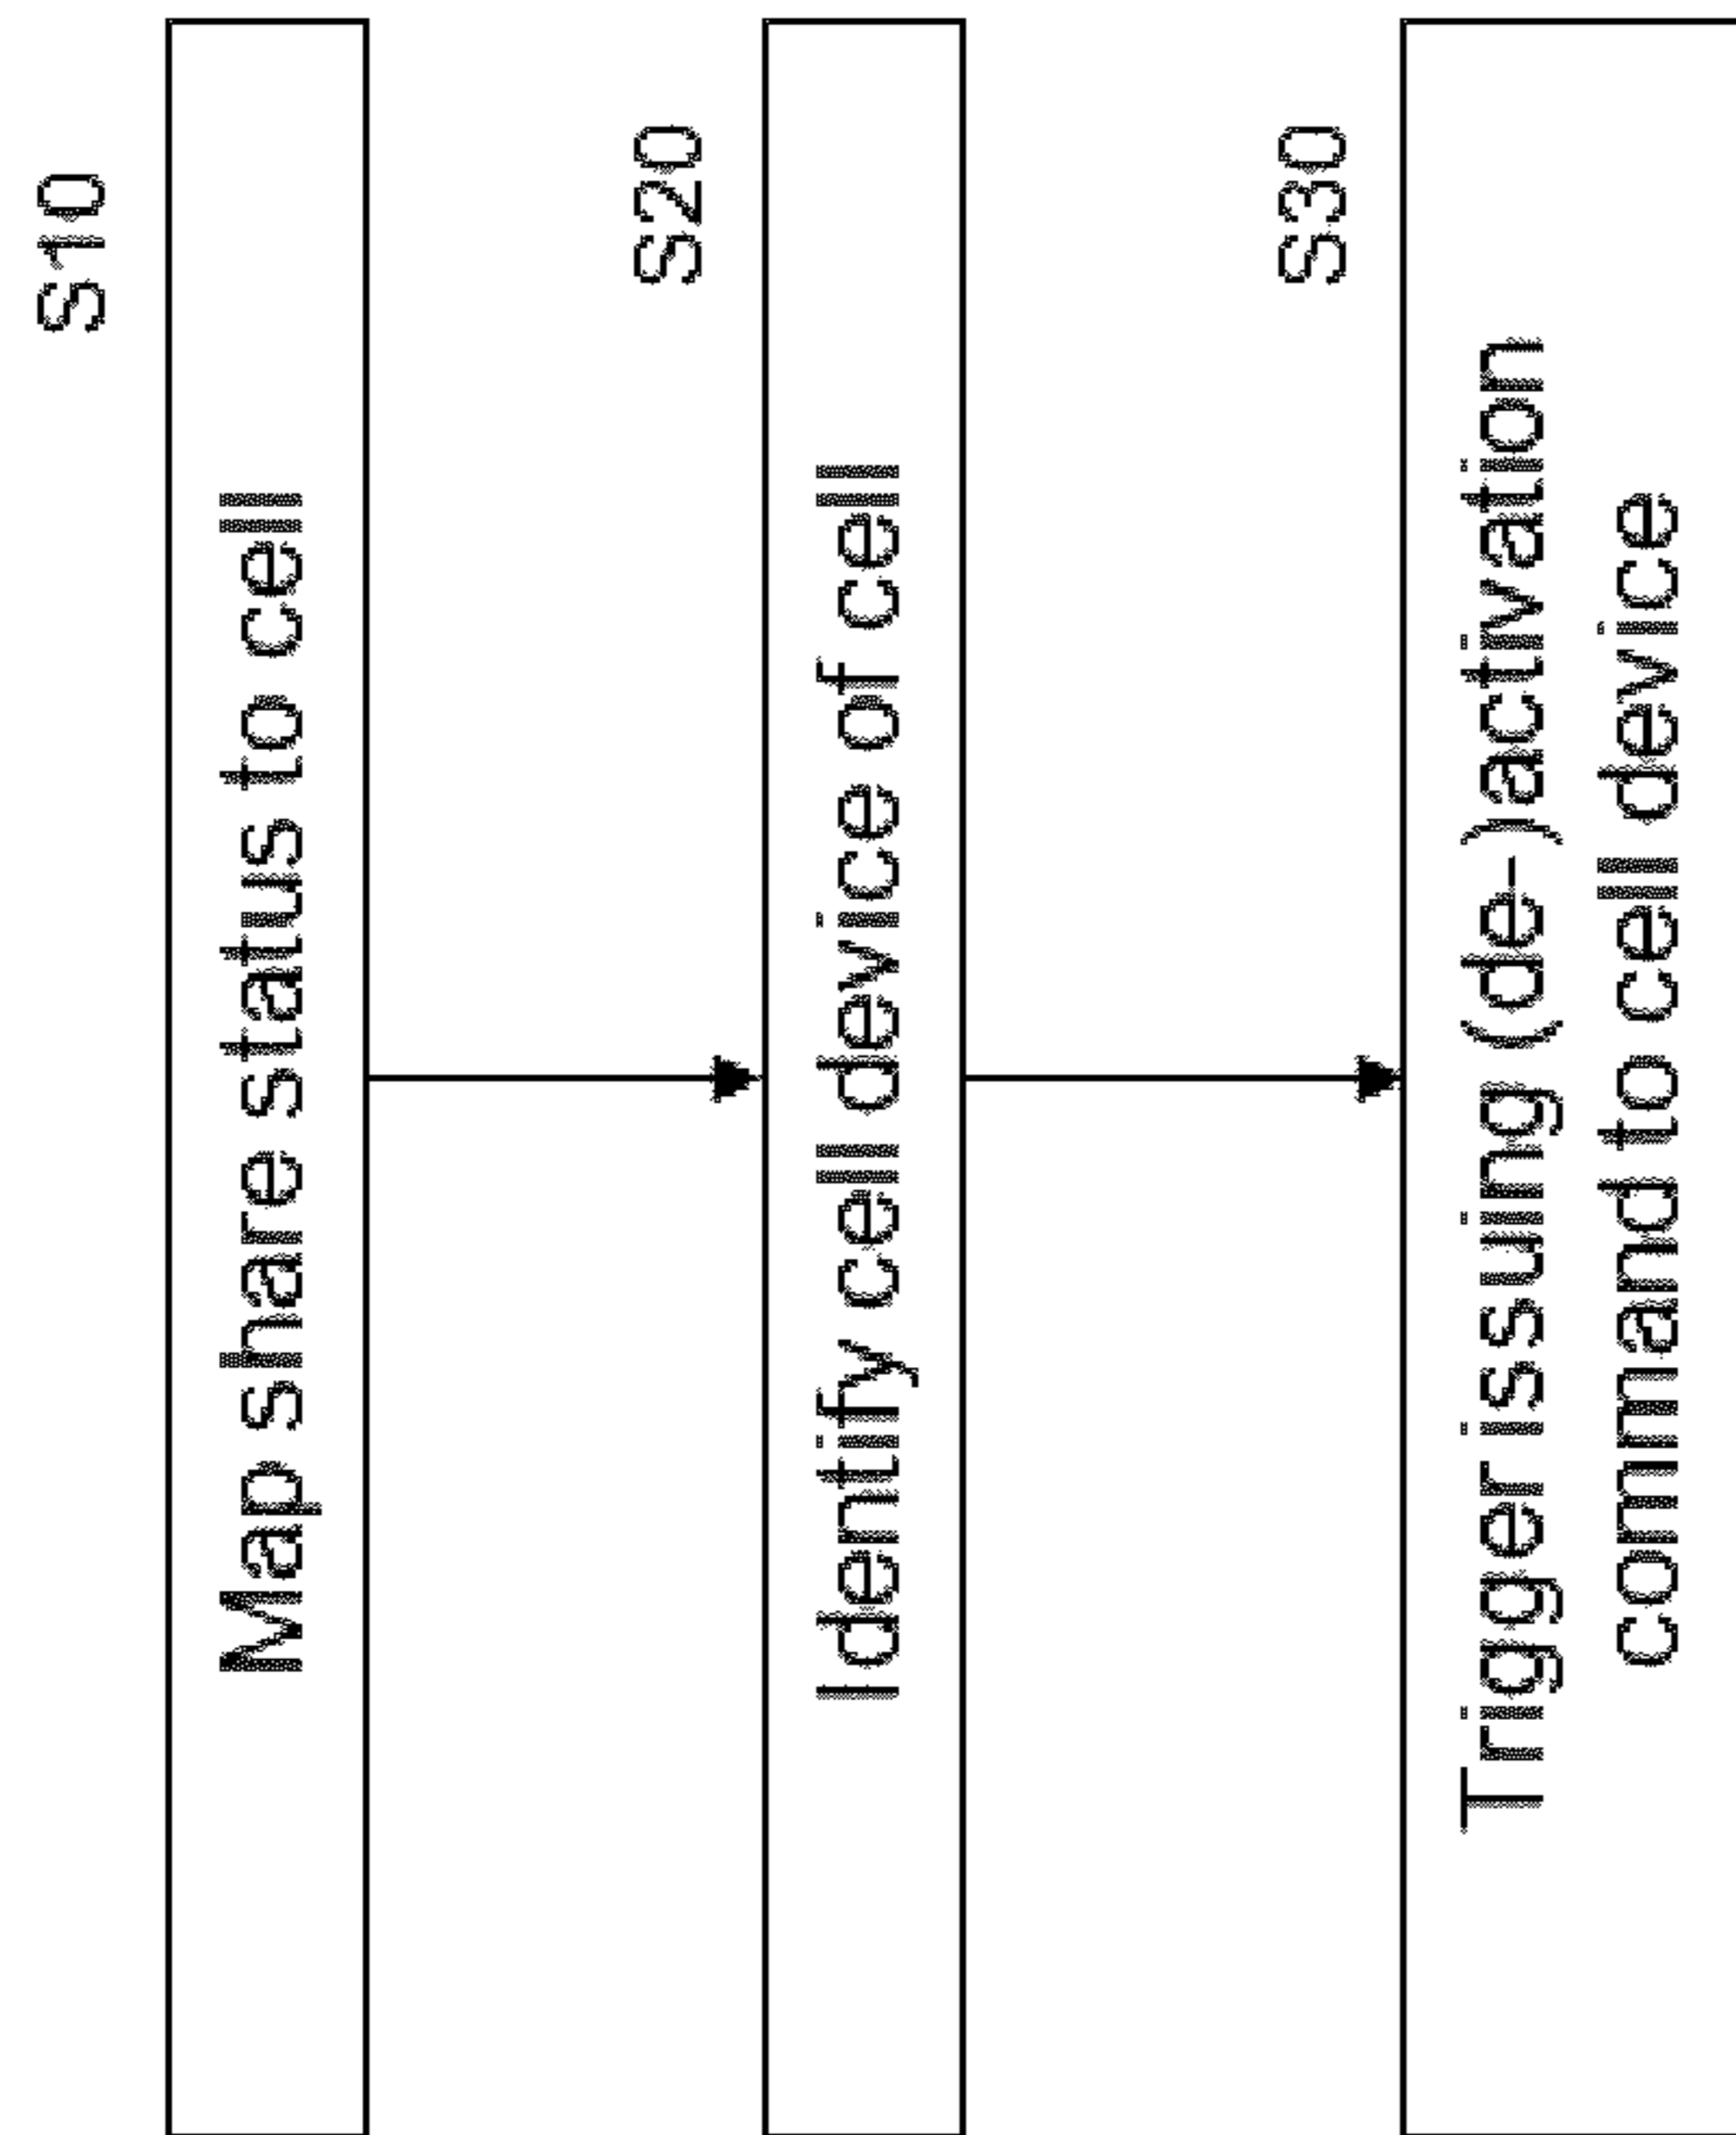 S10
Map share status to cell
S20
Identify cell device of cell
S30
Trigger issuing (de-)activation
command to cell device